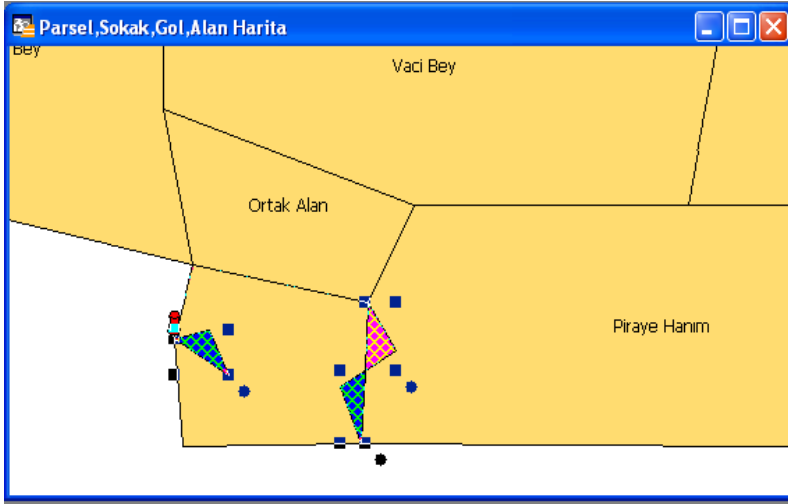 Parsel,Sokak,Gol,Alan Harita
Bey
Vaci Bey
Ortak Alan
Piraye Hanım